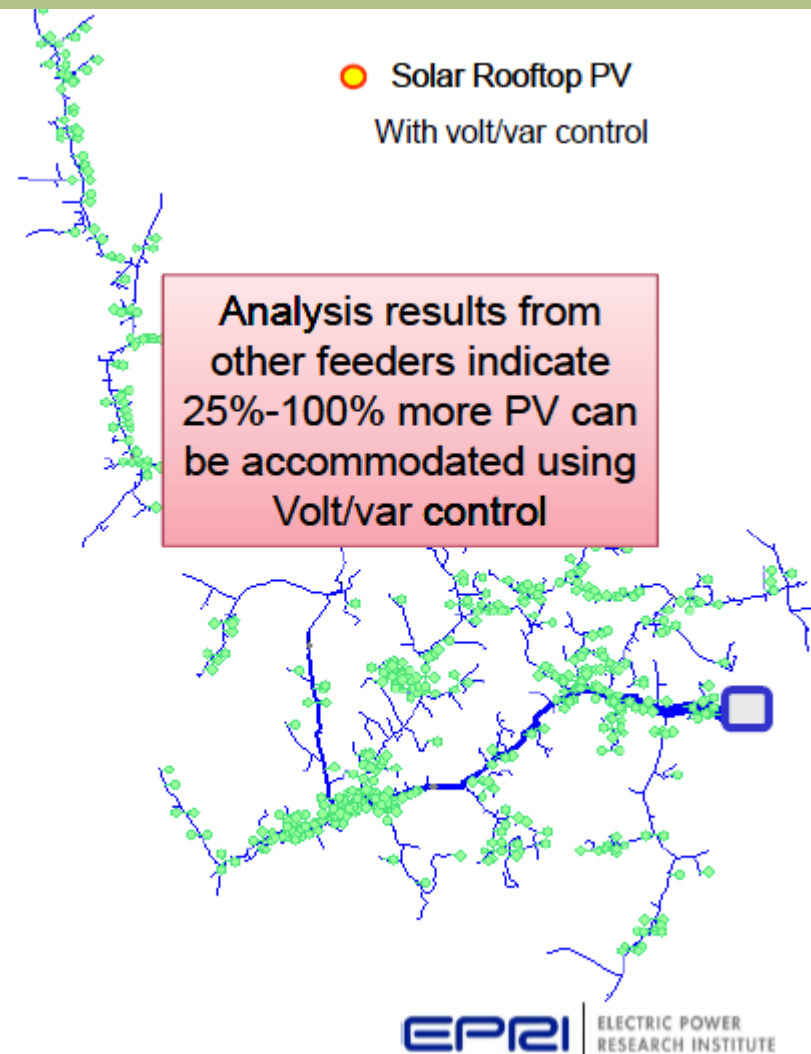 Solar Rooftop PV
With volt/var control
Analysis results from
other feeders indicate
25%-100% more PV can
be accommodated using
Volt/var control
EPRI
ELECTRIC POWER
RESEARCH INSTITUTE